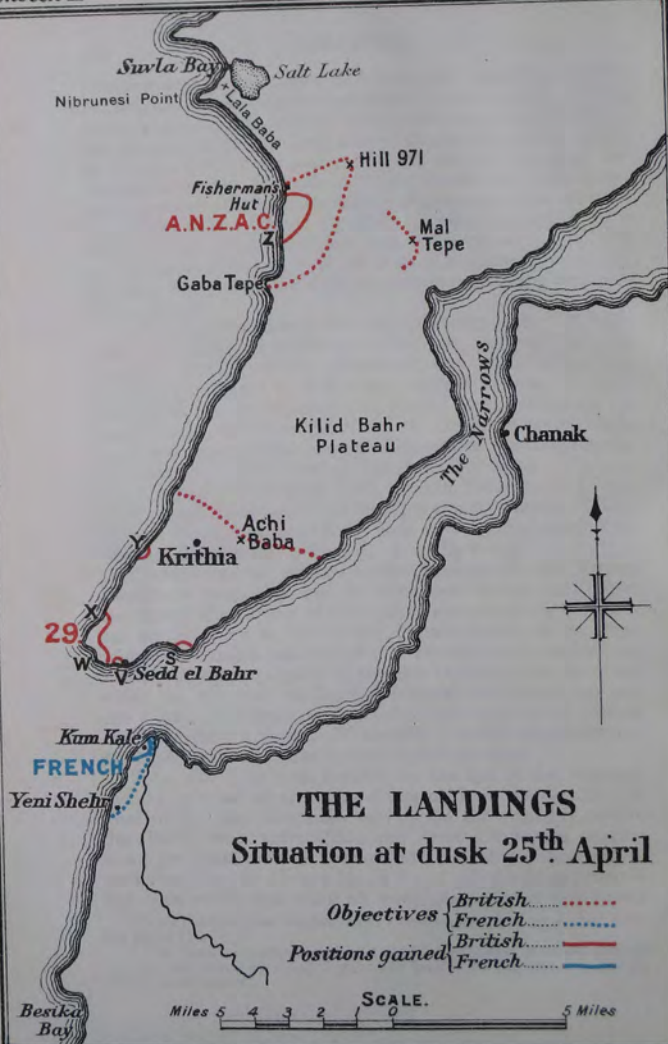 Suvla Bay
Salt Lake
Nibrunesi Point
Lala Baba
Hill 971
Fisherman's
Hut
A.N.Z.A.C.
Z
Mal
Tepe
Gaba Tepe
The Narrows
Kilid Bahr
Plateau
Chanak
Achi
Baba
Y
Krithia
X
29
W
V
S
Sedd el Bahr
Kum Kale
FRENCH
Yeni Shehr
THE LANDINGS
Situation at dusk 25th April
Objectives { British........
French........
Positions gained { British........
French........
Besika
Bay
SCALE.
Miles 5 4 3 2 1 0 5 Miles